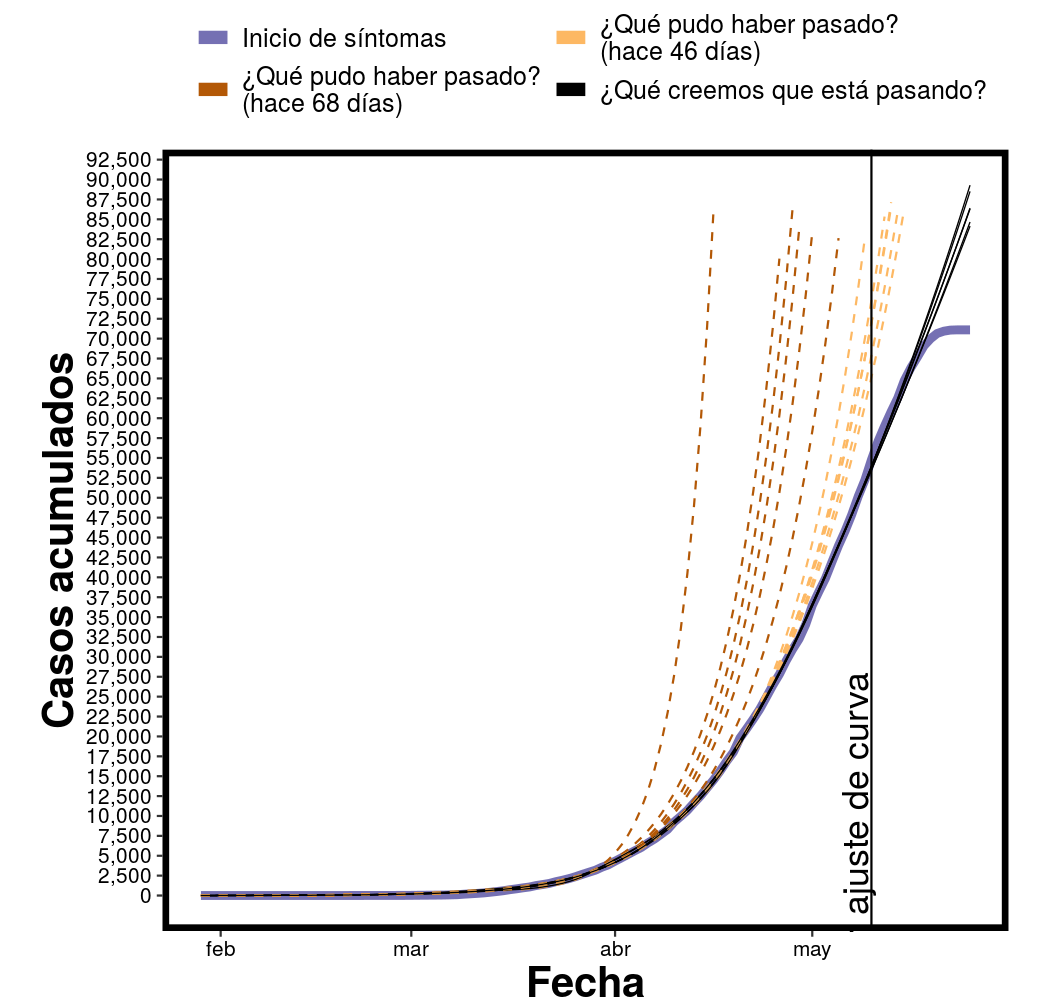 Inicio de síntomas
¿Qué pudo haber pasado?
(hace 68 días)
¿Qué pudo haber pasado?
(hace 46 días)
¿Qué creemos que está pasando?
Casos acumulados
92,500
90,000
87,500
85,000
82,500
80,000
77,500
75,000
72,500
70,000
67,500
65,000
62,500
60,000
57,500
55,000
52,500
50,000
47,500
45,000
42,500
40,000
37,500
35,000
32,500
30,000
27,500
25,000
22,500
20,000
17,500
15,000
12,500
10,000
7,500
5,000
2,500
0
ajuste de curva
feb
mar
abr
may
Fecha